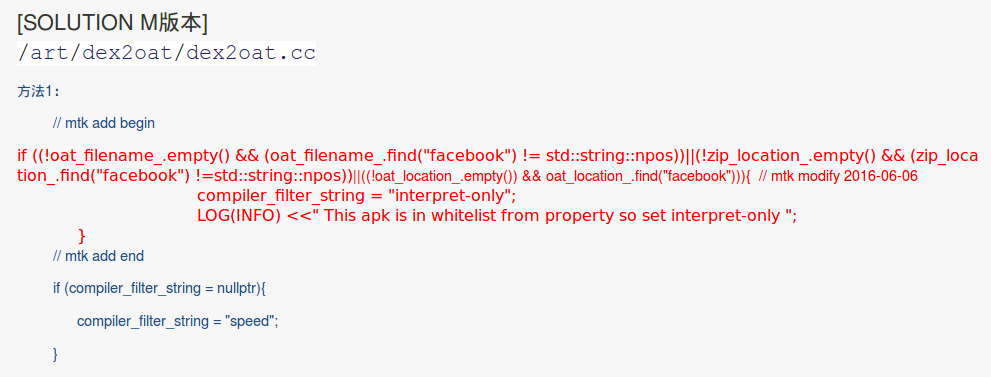 [SOLUTION M版本]
/art/dex2oat/dex2oat.cc
方法1：
// mtk add begin
if ((!oat_filename_.empty() && (oat_filename_.find("facebook") != std::string::npos))||(!zip_location_.empty() && (zip_loca
tion_.find("facebook") !=std::string::npos))||((!oat_location_.empty()) && oat_location_.find("facebook"))){ // mtk modify 2016-06-06
compiler_filter_string = "interpret-only";
LOG(INFO) <<" This apk is in whitelist from property so set interpret-only ";
}
// mtk add end
if (compiler_filter_string = nullptr){
compiler_filter_string = "speed";
}